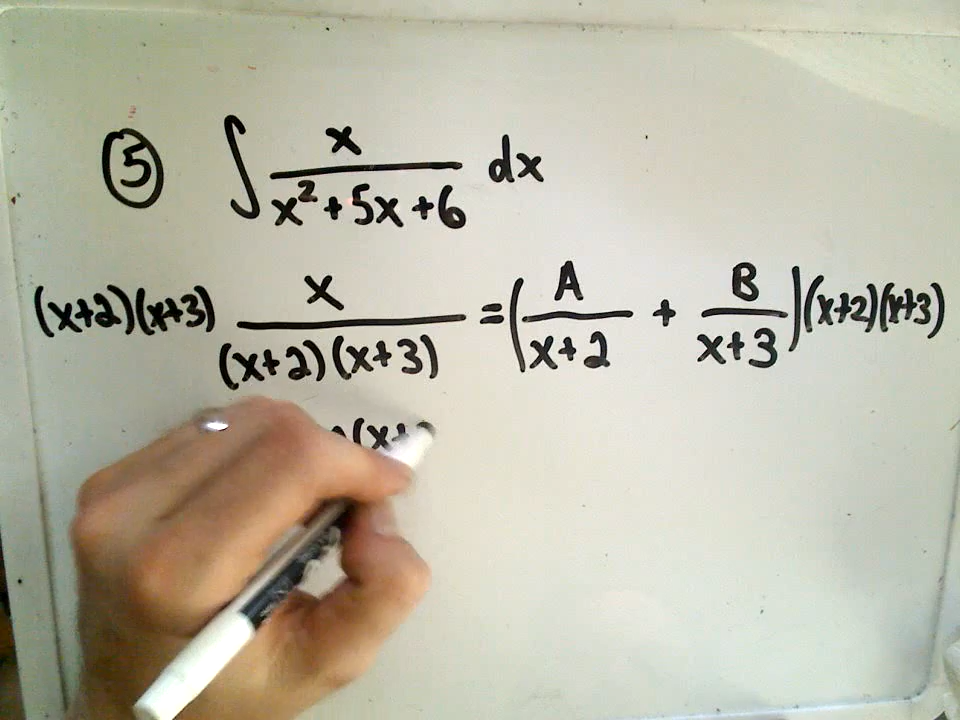 ⑤ ∫ x / (x² + 5x + 6) dx
(x+2)(x+3) x / ((x+2)(x+3)) = (A / (x+2) + B / (x+3)) (x+2)(x+3)
(x+